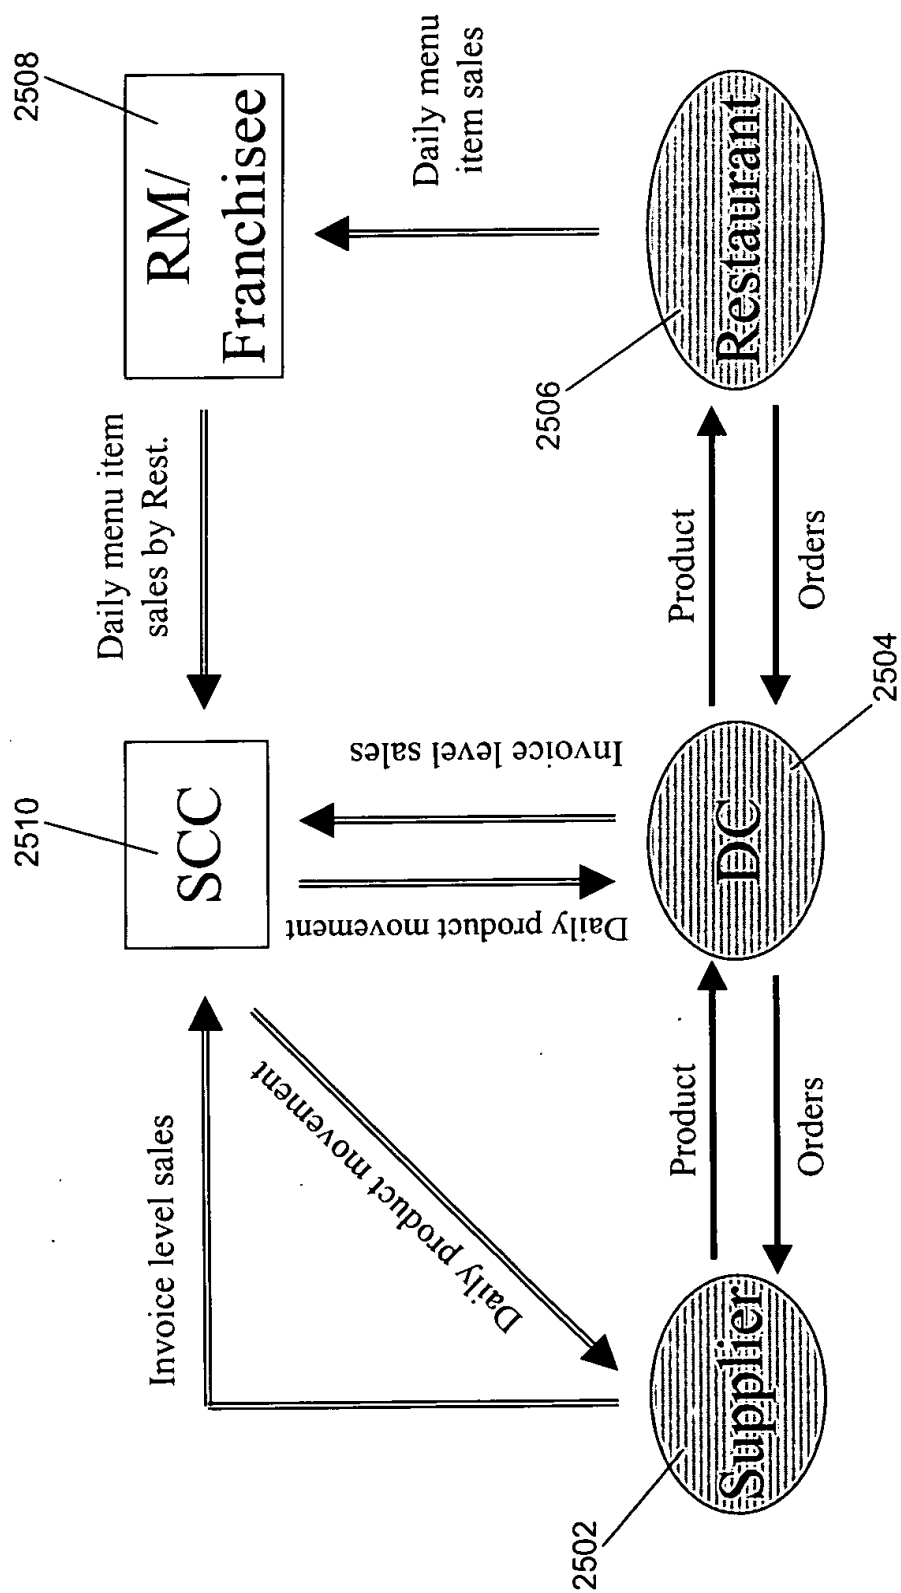 2510
2508
SCC
RM/
Franchisee
Daily menu item
sales by Rest.
Invoice level sales
Daily product movement
Daily product movement
Invoice level sales
Daily menu
item sales
2502
2506
Product
Product
Supplier
DC
Restaurant
Orders
Orders
2504